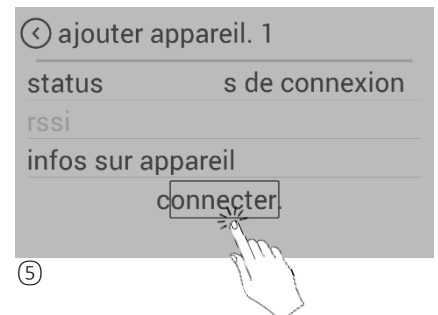 ajouter appareil. 1
status s de connexion
rssi
infos sur appareil
connecter.
5